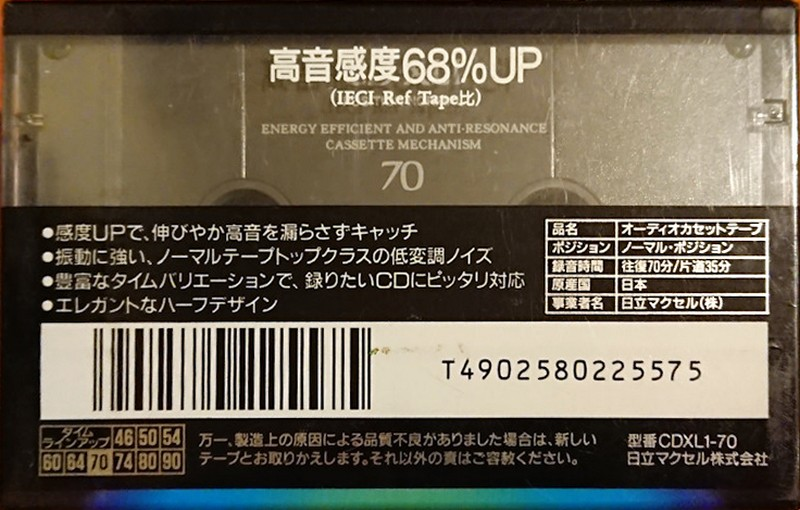 高音感度68%UP
(IECI Ref Tape比)
ENERGY EFFICIENT AND ANTI-RESONANCE
CASSETTE MECHANISM
70
●感度UPで、伸びやか高音を漏らさずキャッチ
●振動に強い、ノーマルテープトップクラスの低変調ノイズ
●豊富なタイムバリエーションで、録りたいCDにピッタリ対応
●エレガントなハーフデザイン
品名 オーディオカセットテープ
ポジション ノーマル・ポジション
録音時間 往復70分/片道35分
原産国 日本
事業者名 日立マクセル(株)
T4902580225575
タイム
ラインアップ 46 50 54
60 64 70 74 80 90
万一、製造上の原因による品質不良がありました場合は、新しい
テープとお取りかえします。それ以外の責はご容赦ください。
型番CDXL1-70
日立マクセル株式会社